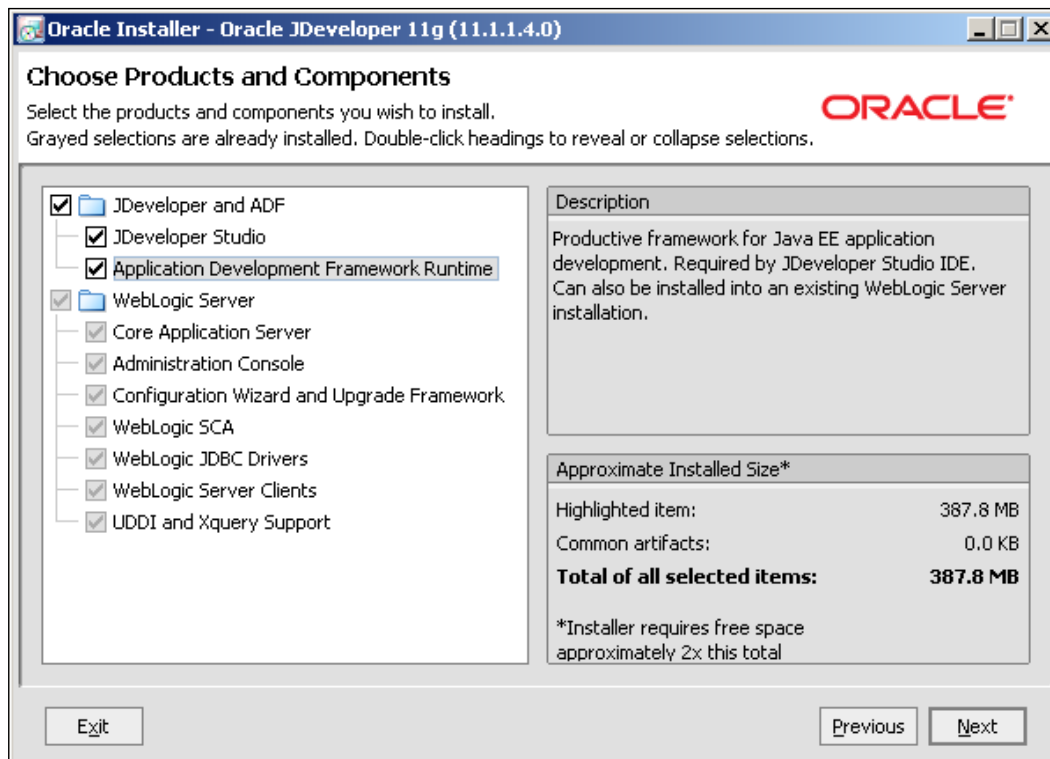 Oracle Installer - Oracle JDeveloper 11g (11.1.1.4.0)
Choose Products and Components
Select the products and components you wish to install.
Grayed selections are already installed. Double-click headings to reveal or collapse selections.
ORACLE
JDeveloper and ADF
JDeveloper Studio
Application Development Framework Runtime
WebLogic Server
Core Application Server
Administration Console
Configuration Wizard and Upgrade Framework
WebLogic SCA
WebLogic JDBC Drivers
WebLogic Server Clients
UDDI and Xquery Support
Description
Productive framework for Java EE application
development. Required by JDeveloper Studio IDE.
Can also be installed into an existing WebLogic Server
installation.
Approximate Installed Size*
Highlighted item: 387.8 MB
Common artifacts: 0.0 KB
Total of all selected items: 387.8 MB
*Installer requires free space
approximately 2x this total
Exit
Previous
Next